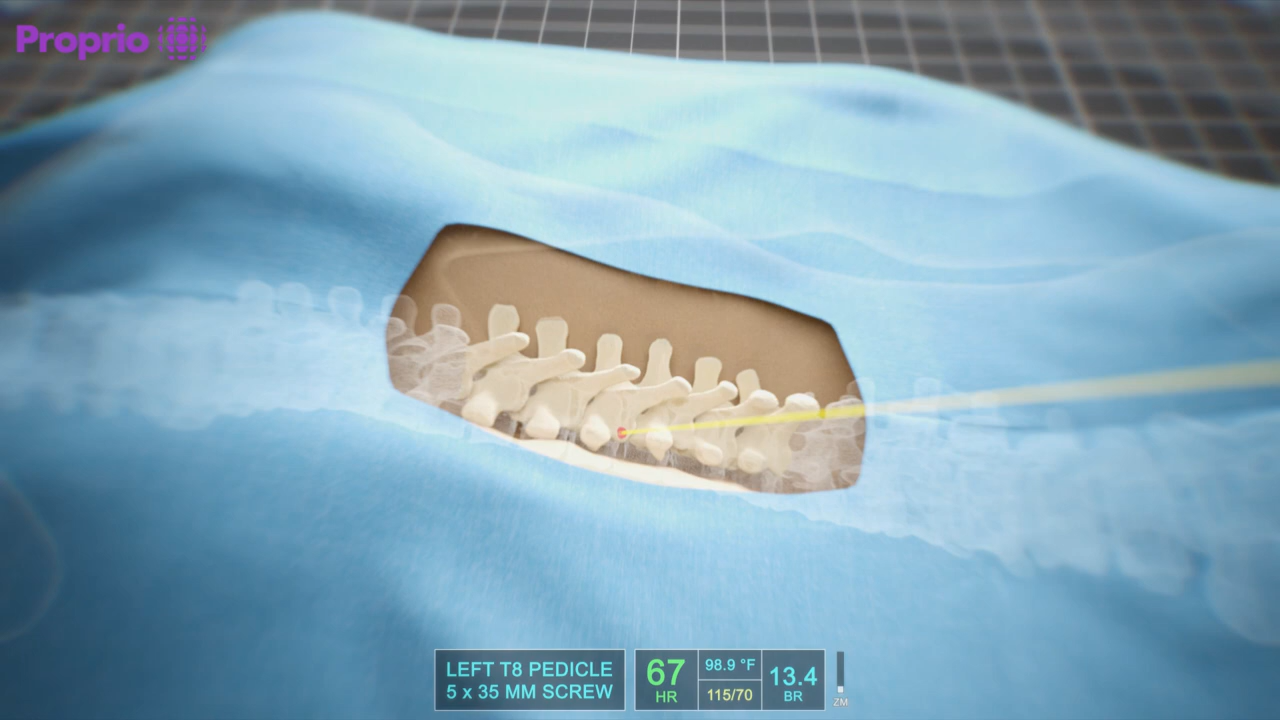 Proprio
LEFT T8 PEDICLE
5 x 35 MM SCREW
67
HR
98.9 °F
115/70
13.4
BR
ZM